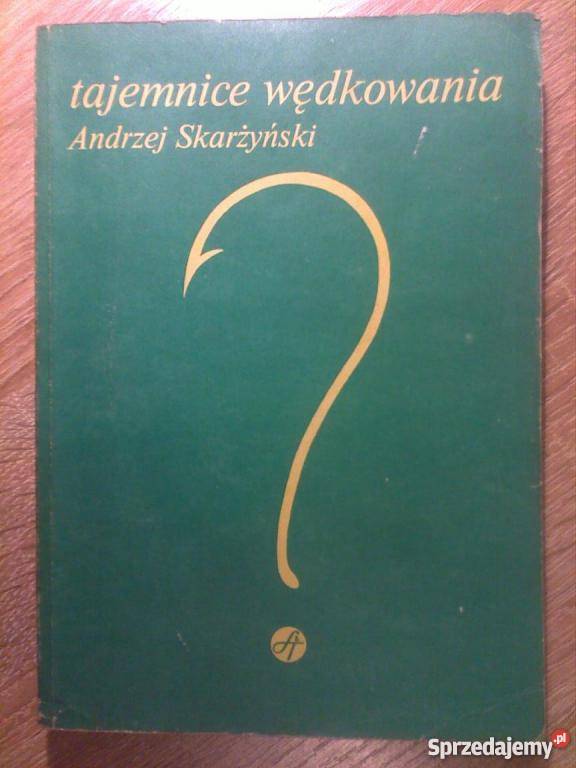 tajemnice wędkowania
Andrzej Skarżyński
Sprzedajemy.pl